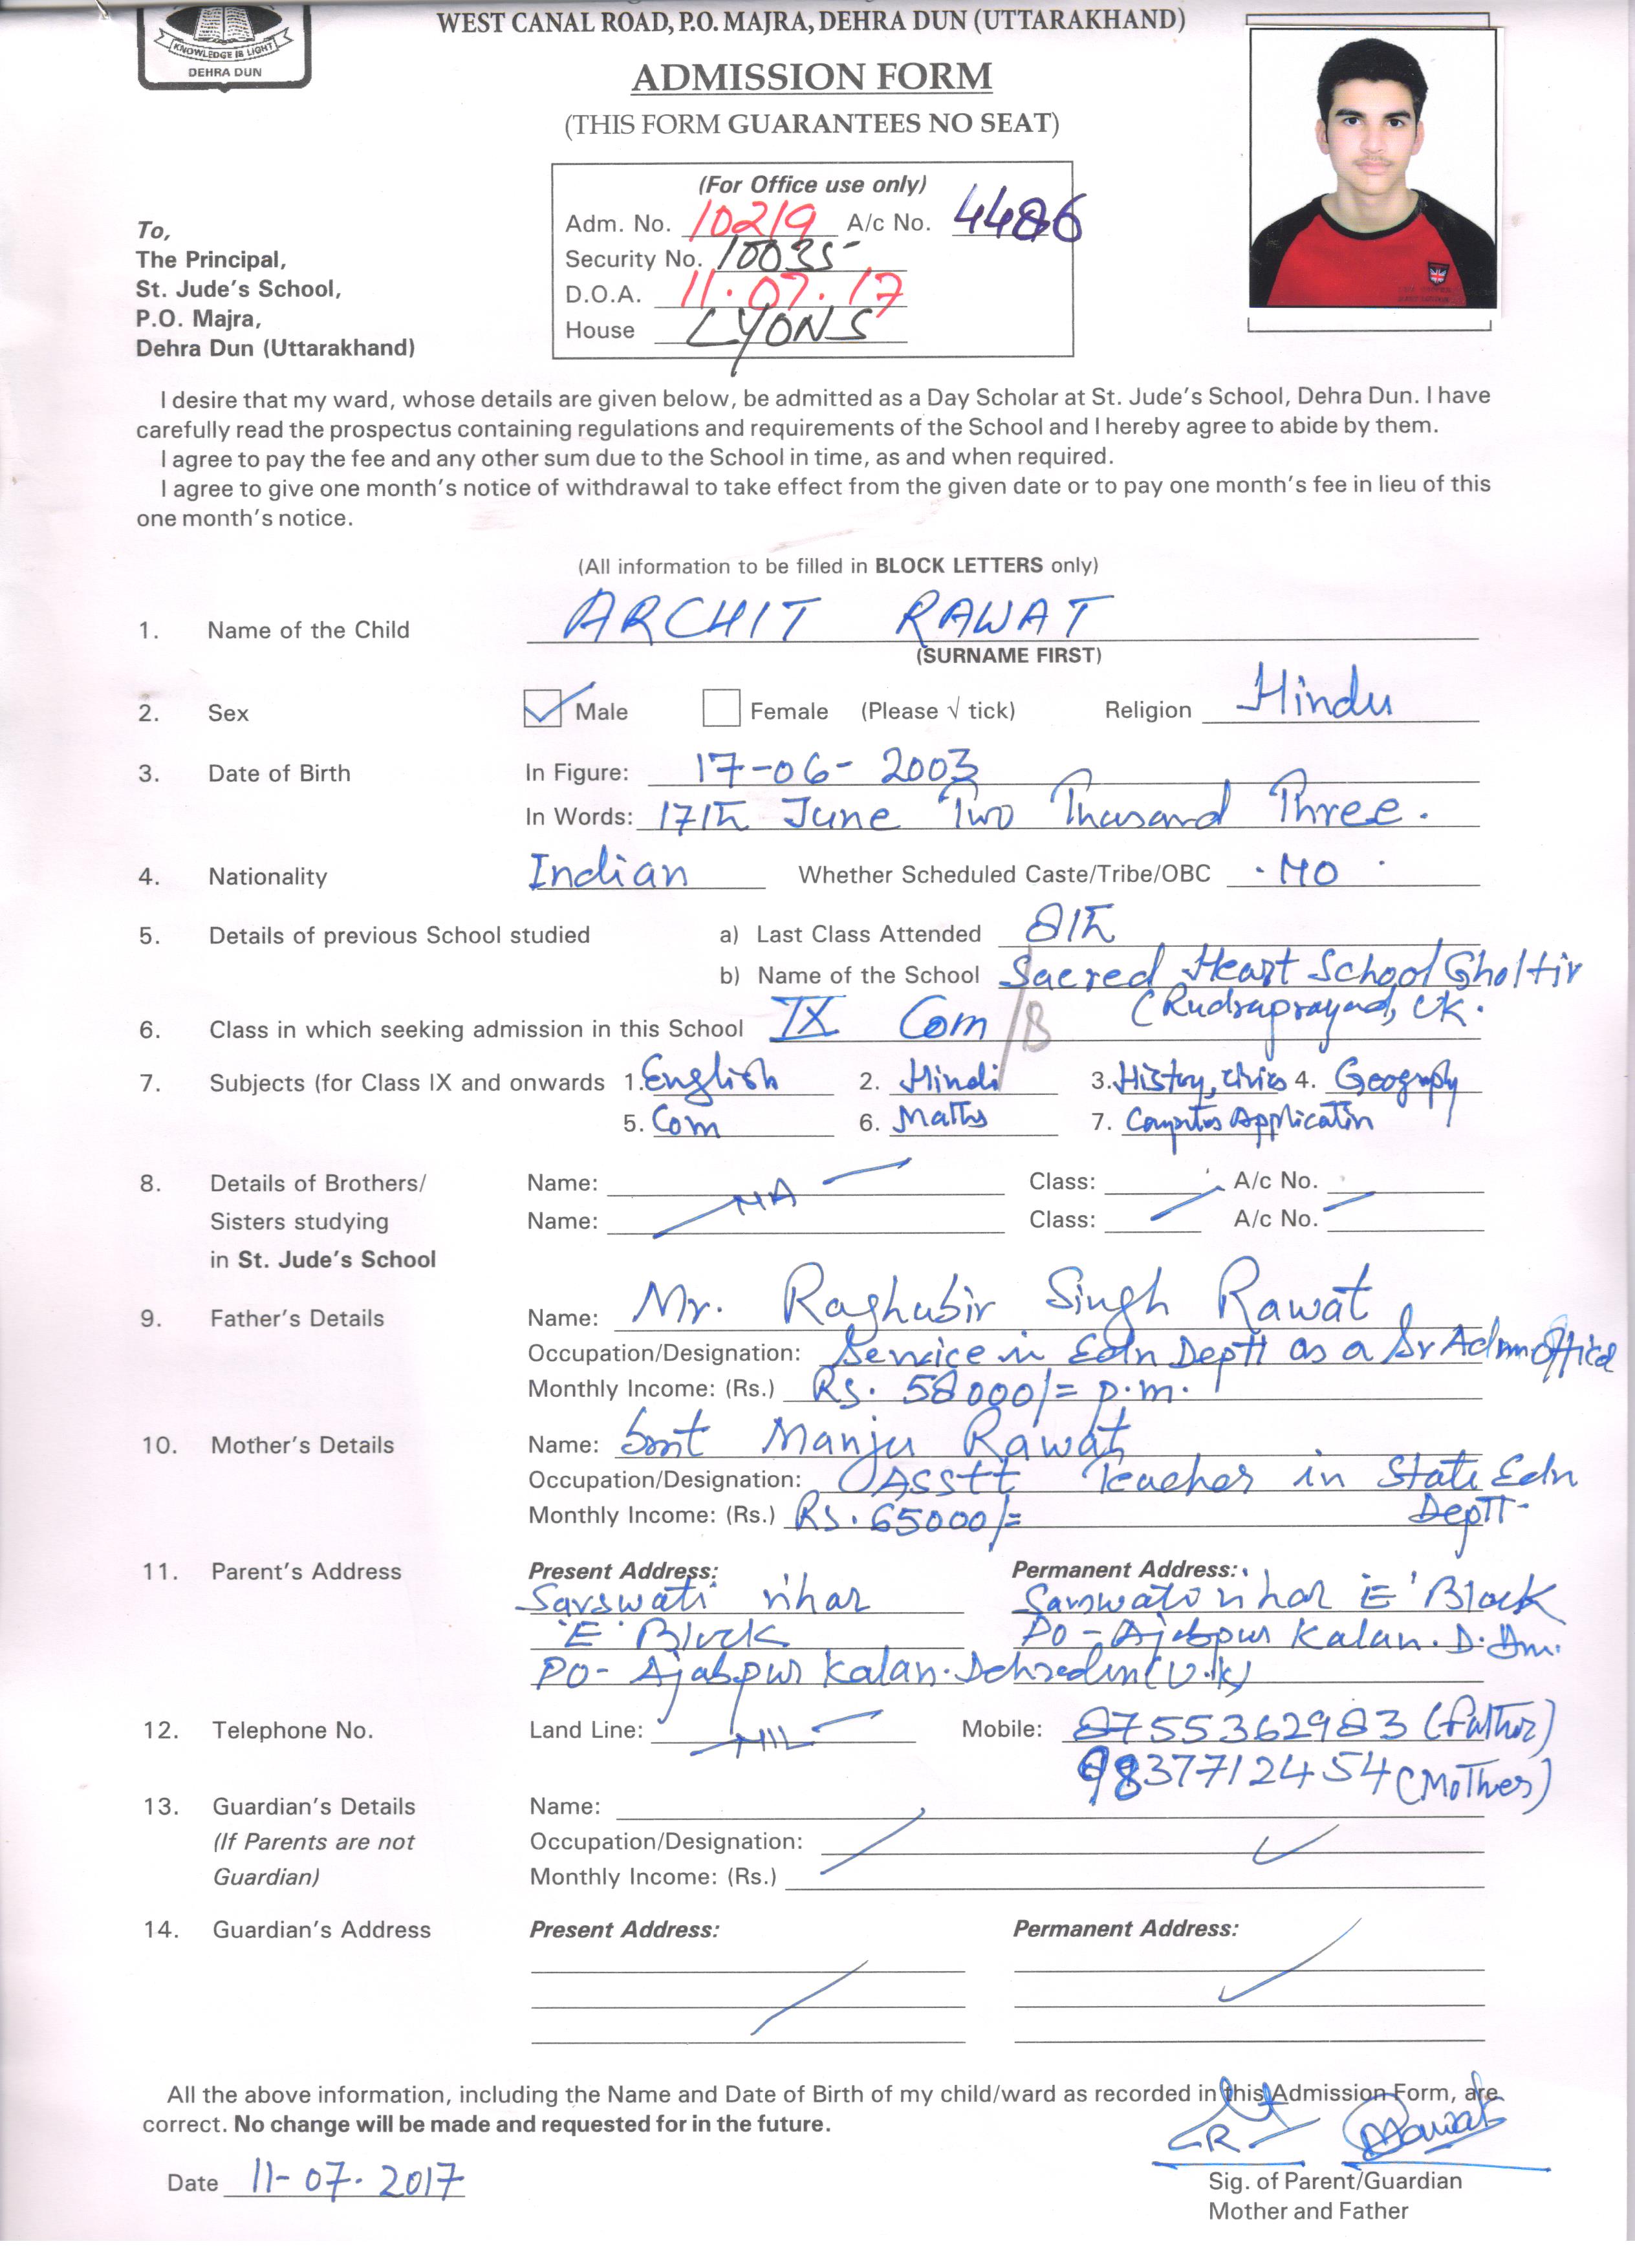 KNOWLEDGE IS LIGHT
DEHRA DUN
WEST CANAL ROAD, P.O. MAJRA, DEHRA DUN (UTTARAKHAND)
ADMISSION FORM
(THIS FORM GUARANTEES NO SEAT)
(For Office use only)
Adm. No. 10219 A/c No. 4486
Security No. 10035
D.O.A. 11.07.17
House LYONS
To,
The Principal,
St. Jude's School,
P.O. Majra,
Dehra Dun (Uttarakhand)
I desire that my ward, whose details are given below, be admitted as a Day Scholar at St. Jude's School, Dehra Dun. I have
carefully read the prospectus containing regulations and requirements of the School and I hereby agree to abide by them.
I agree to pay the fee and any other sum due to the School in time, as and when required.
I agree to give one month's notice of withdrawal to take effect from the given date or to pay one month's fee in lieu of this
one month's notice.
(All information to be filled in BLOCK LETTERS only)
1. Name of the Child ARCHIT RAWAT
(SURNAME FIRST)
2. Sex Male Female (Please √ tick) Religion Hindu
3. Date of Birth In Figure: 17-06-2003
In Words: 17th June Two Thusand Three.
4. Nationality Indian Whether Scheduled Caste/Tribe/OBC NO
5. Details of previous School studied a) Last Class Attended 8th
b) Name of the School Sacred Heart School Gholtir
(Rudraprayad, UK.
6. Class in which seeking admission in this School IX Com /B
7. Subjects (for Class IX and onwards 1. English 2. Hindi 3. History, civics 4. Geography
5. Com 6. Maths 7. Computer Application
8. Details of Brothers/ Name: NA Class: A/c No.
Sisters studying Name: Class: A/c No.
in St. Jude's School
9. Father's Details Name: Mr. Raghubir Singh Rawat
Occupation/Designation: Service in Edn Deptt as a Sr Admn Officer
Monthly Income: (Rs.) Rs. 58000/= p.m.
10. Mother's Details Name: Smt Manju Rawat
Occupation/Designation: Asstt Teacher in State Edn
Monthly Income: (Rs.) Rs. 65000/= Deptt.
11. Parent's Address Present Address: Permanent Address:
Sarswati vihar Sarswati vihar 'E' Block
'E' Block PO - Ajabpur Kalan. D.Dun.
PO- Ajabpur Kalan. Dehradun (U.K)
12. Telephone No. Land Line: NIL Mobile: 8755362983 (father)
9837712454 (Mother)
13. Guardian's Details Name:
(If Parents are not Occupation/Designation:
Guardian) Monthly Income: (Rs.)
14. Guardian's Address Present Address: Permanent Address:
All the above information, including the Name and Date of Birth of my child/ward as recorded in this Admission Form, are
correct. No change will be made and requested for in the future.
Date 11-07-2017
Sig. of Parent/Guardian
Mother and Father